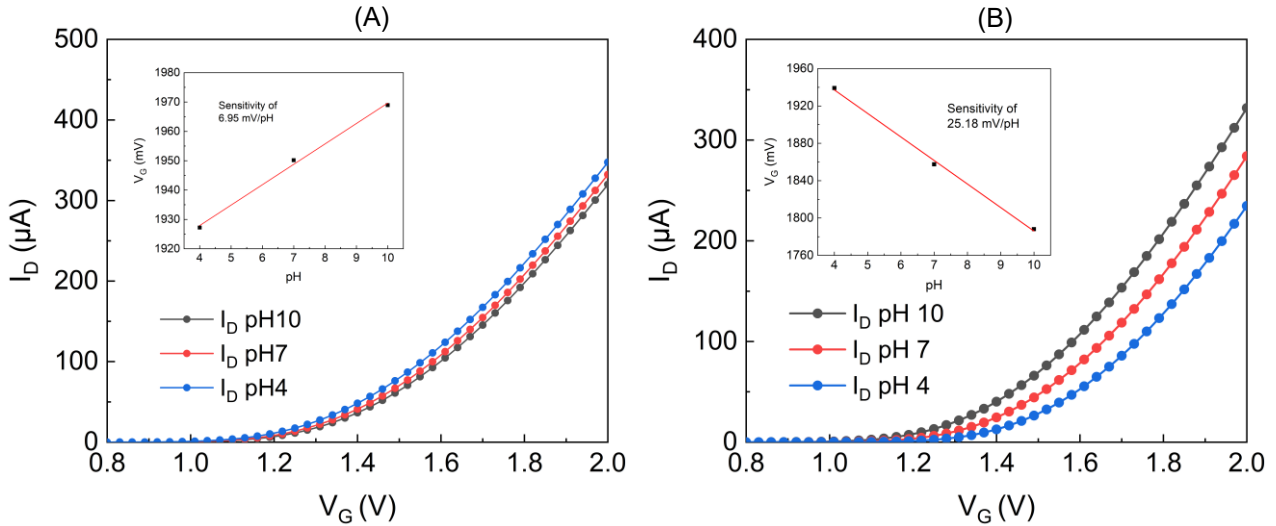 (A)
500
400
300
200
100
0
I_D (μA)
0.8 1.0 1.2 1.4 1.6 1.8 2.0
V_G (V)
I_D pH10
I_D pH7
I_D pH4
1980
1970
1960
1950
1940
1930
1920
V_G (mV)
4 5 6 7 8 9 10
pH
Sensitivity of
6.95 mV/pH
(B)
400
300
200
100
0
I_D (μA)
0.8 1.0 1.2 1.4 1.6 1.8 2.0
V_G (V)
I_D pH 10
I_D pH 7
I_D pH 4
1960
1920
1880
1840
1800
1760
V_G (mV)
4 5 6 7 8 9 10
pH
Sensitivity of
25.18 mV/pH